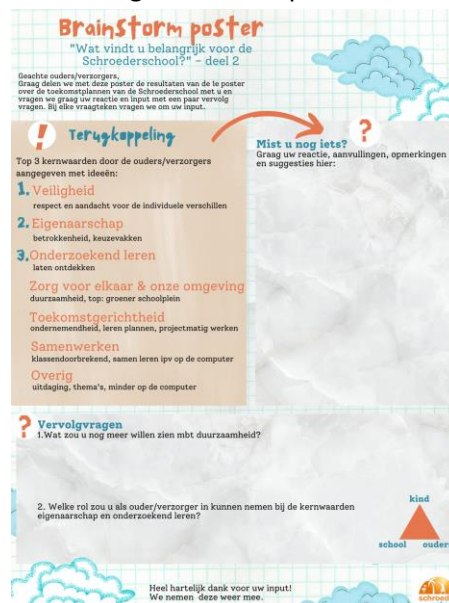 Brainstorm poster
"Wat vindt u belangrijk voor de
Schroederschool?" - deel 2
Geachte ouders/verzorgers,
Graag delen we met deze poster de resultaten van de 1e poster
over de toekomstplannen van de Schroederschool met u en
vragen we graag uw reactie en input met een paar vervolg
vragen. Bij elke vraagteken vragen we om uw input.
! Terugkoppeling
Top 3 kernwaarden door de ouders/verzorgers
aangegeven met ideeën:
1. Veiligheid
respect en aandacht voor de individuele verschillen
2. Eigenaarschap
betrokkenheid, keuzevakken
3. Onderzoekend leren
laten ontdekken
Zorg voor elkaar & onze omgeving
duurzaamheid, top: groener schoolplein
Toekomstgerichtheid
ondernemendheid, leren plannen, projectmatig werken
Samenwerken
klassendoorbrekend, samen leren ipv op de computer
Overig
uitdaging, thema's, minder op de computer
?
Mist u nog iets?
Graag uw reactie, aanvullingen, opmerkingen
en suggesties hier:
? Vervolgvragen
1.Wat zou u nog meer willen zien mbt duurzaamheid?
2. Welke rol zou u als ouder/verzorger in kunnen nemen bij de kernwaarden
eigenaarschap en onderzoekend leren?
kind
school ouder
Heel hartelijk dank voor uw input!
We nemen deze weer mee.
schroed